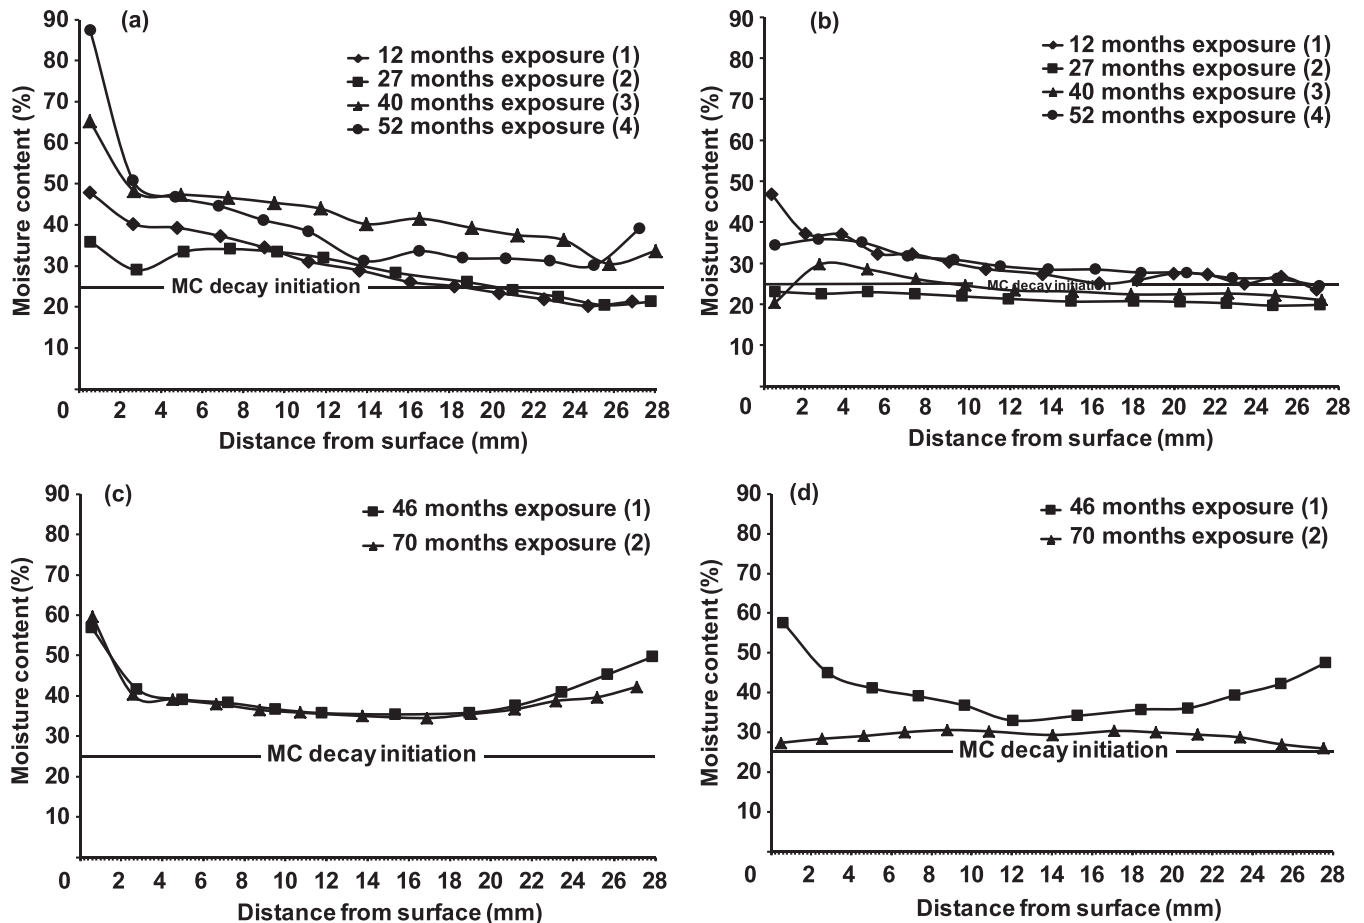 (a)
90
80
70
60
50
40
30
20
10
Moisture content (%)
12 months exposure (1)
27 months exposure (2)
40 months exposure (3)
52 months exposure (4)
MC decay initiation
0 2 4 6 8 10 12 14 16 18 20 22 24 26 28
Distance from surface (mm)
(b)
90
80
70
60
50
40
30
20
10
Moisture content (%)
12 months exposure (1)
27 months exposure (2)
40 months exposure (3)
52 months exposure (4)
MC decay initiation
0 2 4 6 8 10 12 14 16 18 20 22 24 26 28
Distance from surface (mm)
(c)
90
80
70
60
50
40
30
20
10
Moisture content (%)
46 months exposure (1)
70 months exposure (2)
MC decay initiation
0 2 4 6 8 10 12 14 16 18 20 22 24 26 28
Distance from surface (mm)
(d)
90
80
70
60
50
40
30
20
10
Moisture content (%)
46 months exposure (1)
70 months exposure (2)
MC decay initiation
0 2 4 6 8 10 12 14 16 18 20 22 24 26 28
Distance from surface (mm)